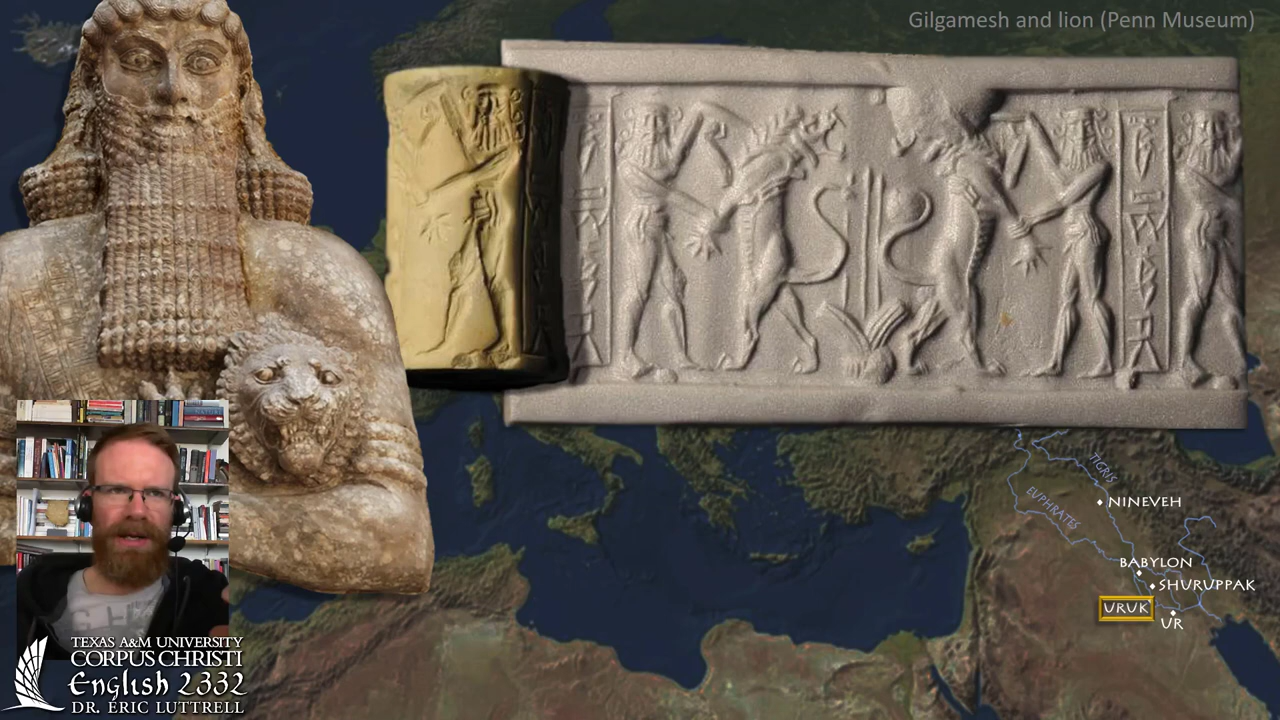 Gilgamesh and lion (Penn Museum)
TIGRIS
EUPHRATES
NINEVEH
BABYLON
SHURUPPAK
URUK
UR
TEXAS A&M UNIVERSITY
CORPUS CHRISTI
English 2332
DR. ERIC LUTTRELL